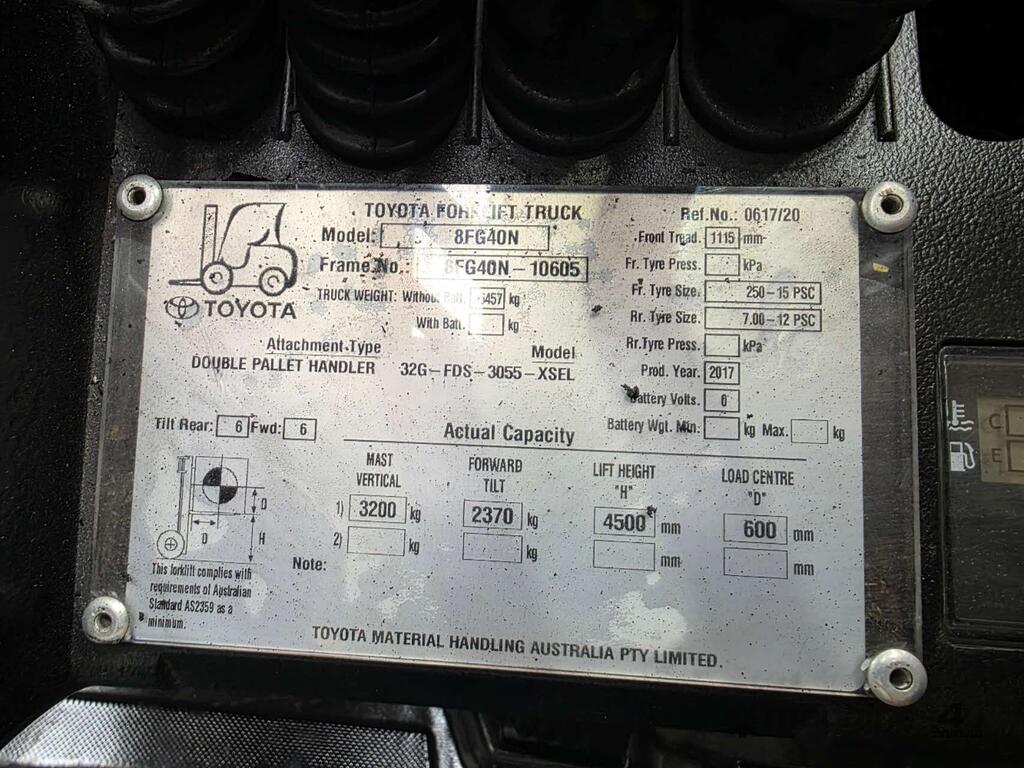 TOYOTA FORKLIFT TRUCK
Ref.No.: 0617/20
Model: 8FG40N
Front Tread. 1115 mm
Frame No.: 8FG40N-10605
Fr. Tyre Press. kPa
TRUCK WEIGHT: Without Batt. 6457 kg
Fr. Tyre Size. 250-15 PSC
TOYOTA
With Batt. kg
Rr. Tyre Size. 7.00-12 PSC
Attachment Type Model
Rr. Tyre Press. kPa
DOUBLE PALLET HANDLER 32G-FDS-3055-XSEL
Prod. Year. 2017
Battery Volts. 6
Tilt Rear: 6 Fwd: 6
Battery Wgt. Min. kg Max. kg
Actual Capacity
MAST VERTICAL
FORWARD TILT
LIFT HEIGHT "H"
LOAD CENTRE "D"
1) 3200 kg 2370 kg 4500 mm 600 mm
2) kg kg mm mm
D
D H
Note:
This forklift complies with
requirements of Australian
Standard AS2359 as a
minimum.
TOYOTA MATERIAL HANDLING AUSTRALIA PTY LIMITED.
C
E